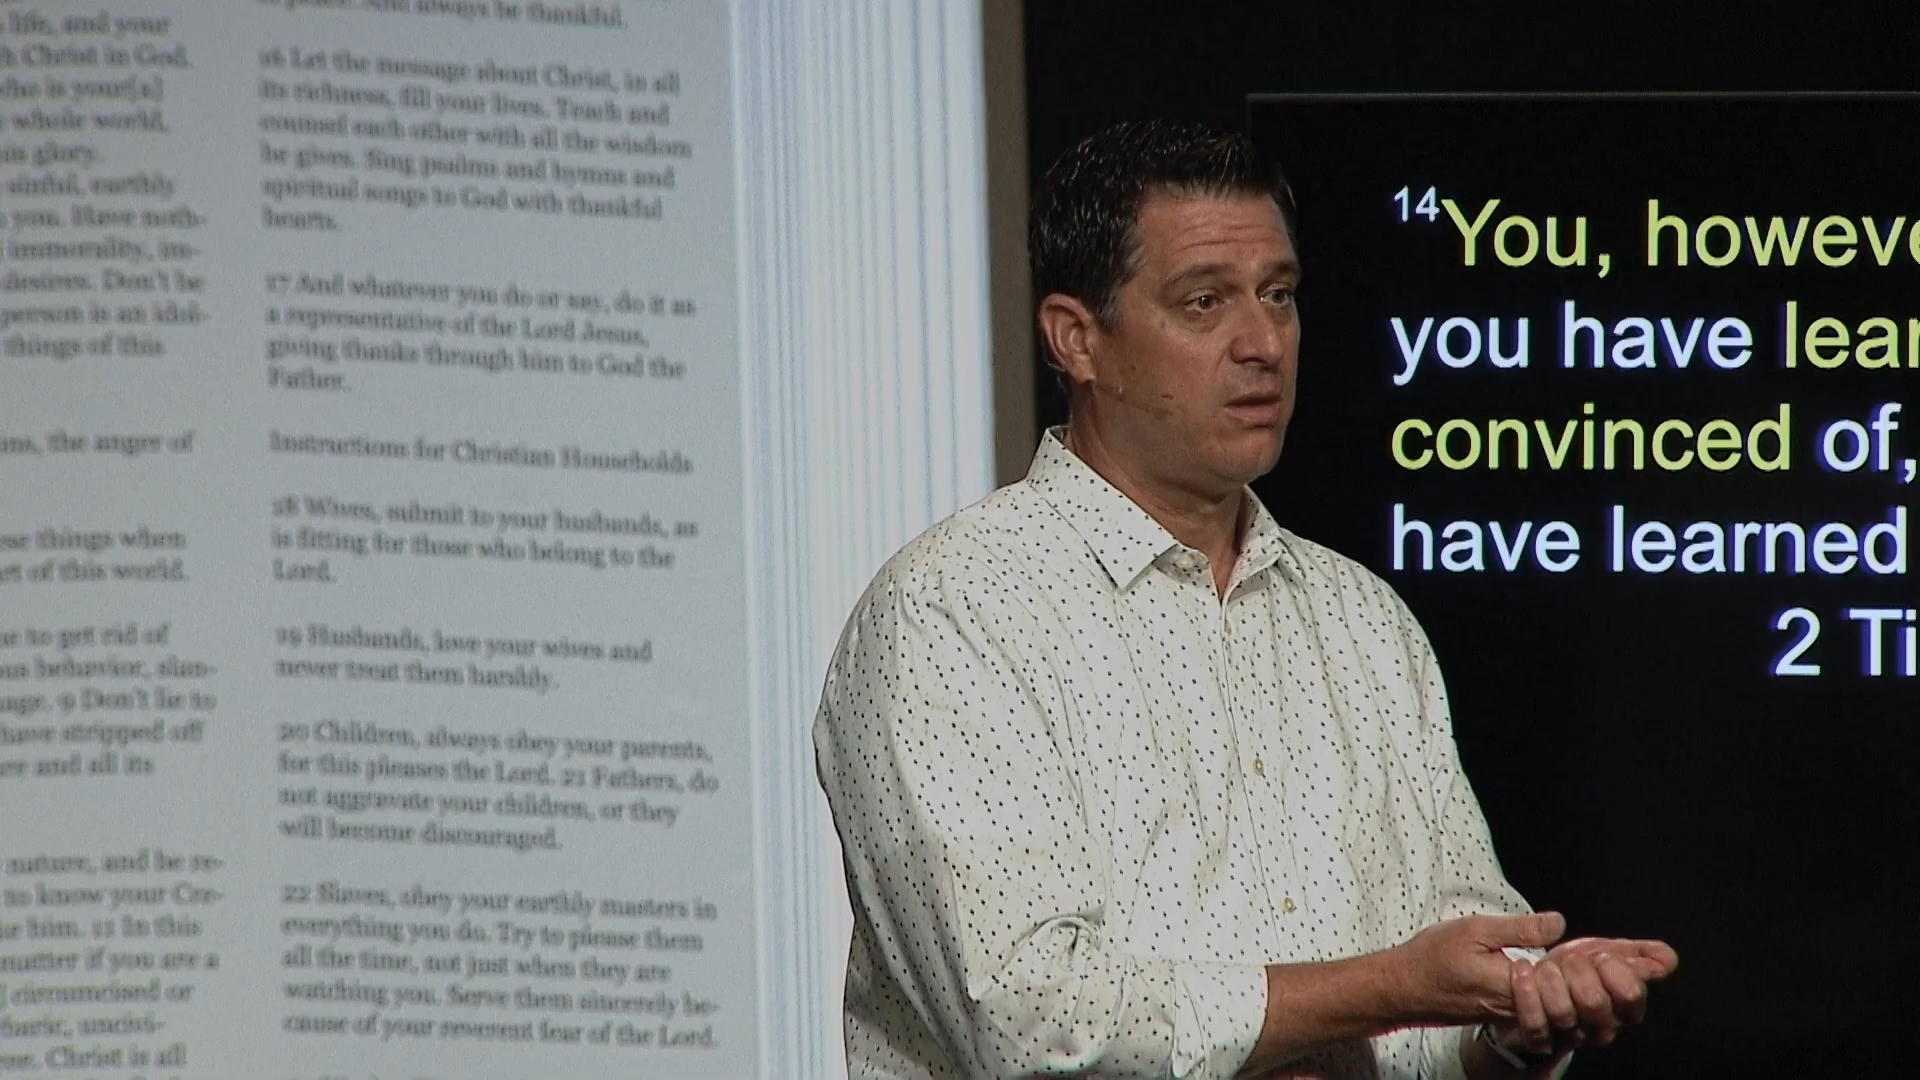 life, and your
Christ in God.
who is your[a]
whole world,
his glory.
sinful, earthly
you. Have noth-
immorality, im-
desires. Don't be
person is an idol-
things of this
the anger of
things when
of this world.
to get rid of
behavior, slan-
9 Don't lie to
have stripped off
and all its
nature, and be re-
to know your Cre-
him. 11 In this
matter if you are a
circumcised or
Christ is all
always be thankful.
16 Let the message about Christ, in all
its richness, fill your lives. Teach and
counsel each other with all the wisdom
he gives. Sing psalms and hymns and
spiritual songs to God with thankful
hearts.
17 And whatever you do or say, do it as
a representative of the Lord Jesus,
giving thanks through him to God the
Father.
Instructions for Christian Households
18 Wives, submit to your husbands, as
is fitting for those who belong to the
Lord.
19 Husbands, love your wives and
never treat them harshly.
20 Children, always obey your parents,
for this pleases the Lord. 21 Fathers, do
not aggravate your children, or they
will become discouraged.
22 Slaves, obey your earthly masters in
everything you do. Try to please them
all the time, not just when they are
watching you. Serve them sincerely be-
cause of your reverent fear of the Lord.
14 You, howeve
you have lear
convinced of,
have learned
2 Ti